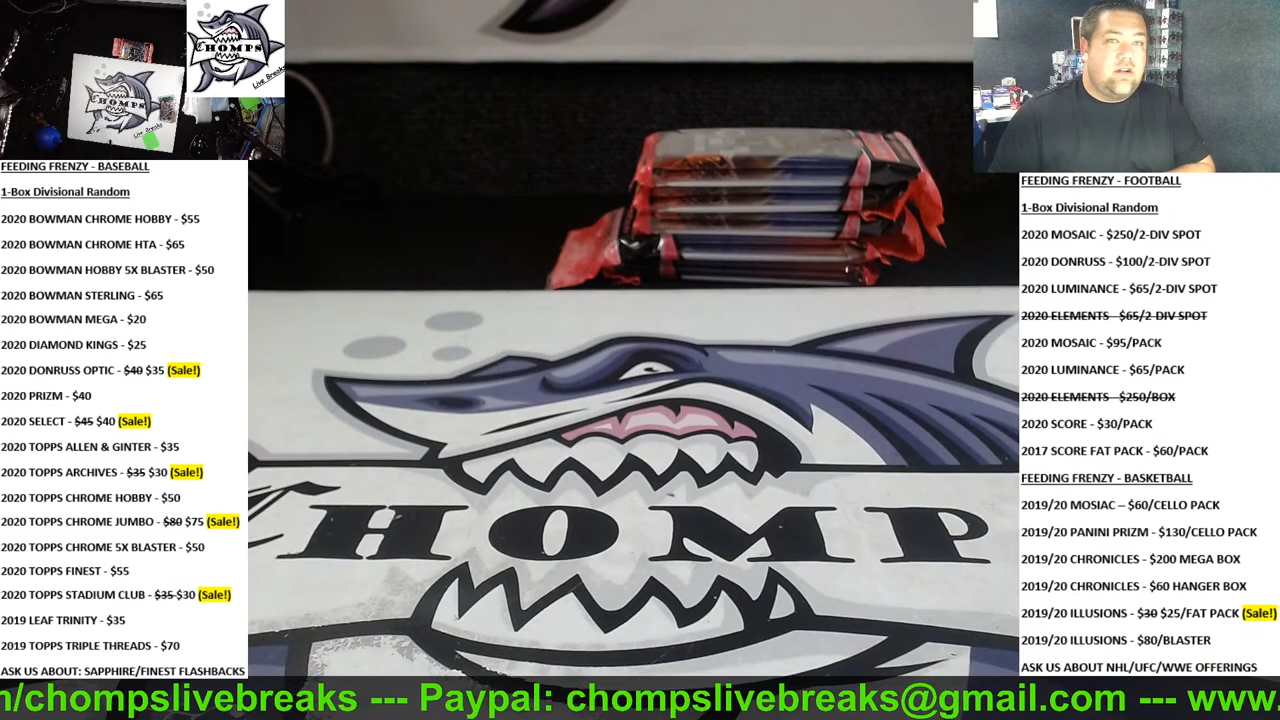 CHOMPS
Live Breaks
CHOMPS
Live Breaks
FEEDING FRENZY - BASEBALL
1-Box Divisional Random
2020 BOWMAN CHROME HOBBY - $55
2020 BOWMAN CHROME HTA - $65
2020 BOWMAN HOBBY 5X BLASTER - $50
2020 BOWMAN STERLING - $65
2020 BOWMAN MEGA - $20
2020 DIAMOND KINGS - $25
2020 DONRUSS OPTIC - $40 $35 (Sale!)
2020 PRIZM - $40
2020 SELECT - $45 $40 (Sale!)
2020 TOPPS ALLEN & GINTER - $35
2020 TOPPS ARCHIVES - $35 $30 (Sale!)
2020 TOPPS CHROME HOBBY - $50
2020 TOPPS CHROME JUMBO - $80 $75 (Sale!)
2020 TOPPS CHROME 5X BLASTER - $50
2020 TOPPS FINEST - $55
2020 TOPPS STADIUM CLUB - $35 $30 (Sale!)
2019 LEAF TRINITY - $35
2019 TOPPS TRIPLE THREADS - $70
ASK US ABOUT: SAPPHIRE/FINEST FLASHBACKS
HOMP
FEEDING FRENZY - FOOTBALL
1-Box Divisional Random
2020 MOSAIC - $250/2-DIV SPOT
2020 DONRUSS - $100/2-DIV SPOT
2020 LUMINANCE - $65/2-DIV SPOT
2020 ELEMENTS - $65/2-DIV SPOT
2020 MOSAIC - $95/PACK
2020 LUMINANCE - $65/PACK
2020 ELEMENTS - $250/BOX
2020 SCORE - $30/PACK
2017 SCORE FAT PACK - $60/PACK
FEEDING FRENZY - BASKETBALL
2019/20 MOSIAC – $60/CELLO PACK
2019/20 PANINI PRIZM - $130/CELLO PACK
2019/20 CHRONICLES - $200 MEGA BOX
2019/20 CHRONICLES - $60 HANGER BOX
2019/20 ILLUSIONS - $30 $25/FAT PACK (Sale!)
2019/20 ILLUSIONS - $80/BLASTER
ASK US ABOUT NHL/UFC/WWE OFFERINGS
n/chompslivebreaks --- Paypal: chompslivebreaks@gmail.com --- www.